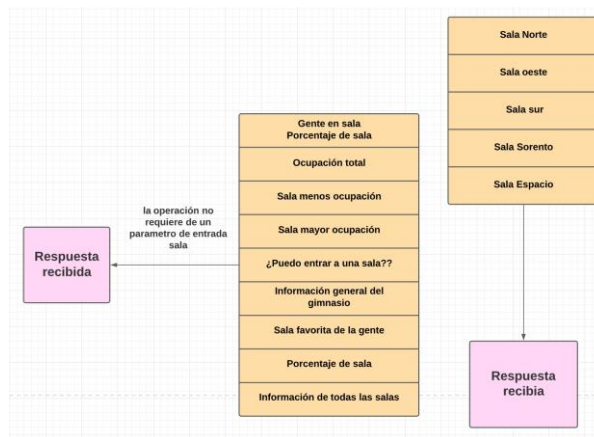 Sala Norte
Sala oeste
Sala sur
Sala Sorento
Sala Espacio
Gente en sala
Porcentaje de sala
Ocupación total
Sala menos ocupación
Sala mayor ocupación
¿Puedo entrar a una sala??
Información general del
gimnasio
Sala favorita de la gente
Porcentaje de sala
Información de todas las salas
la operación no
requiere de un
parametro de entrada
sala
Respuesta
recibida
Respuesta
recibia